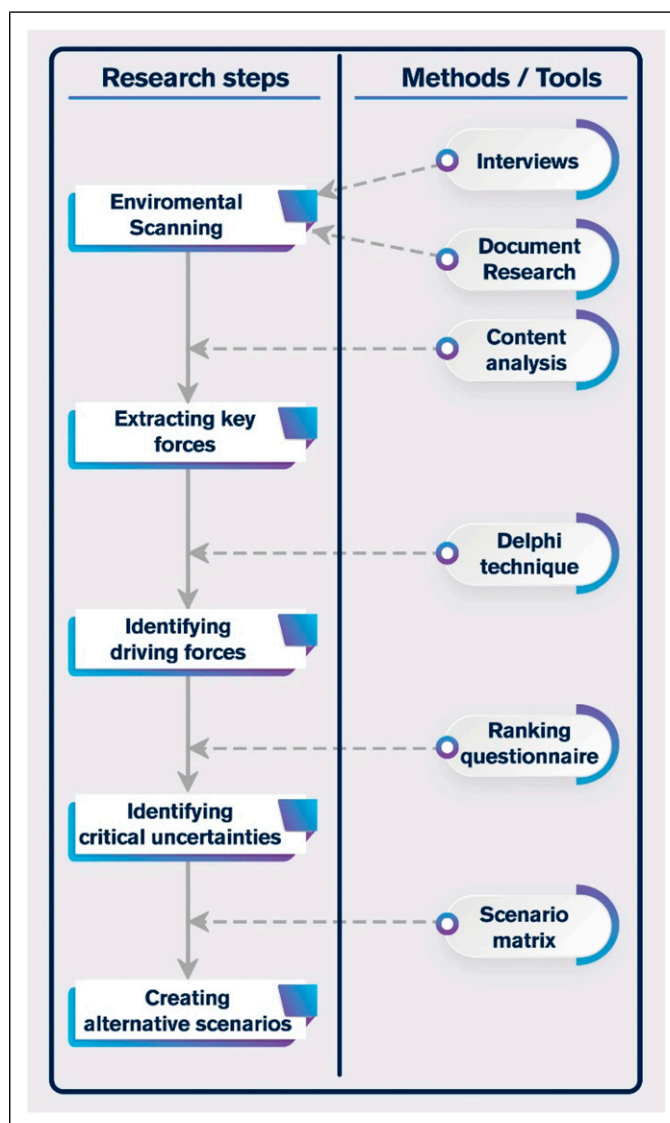 Research steps
Methods / Tools
Interviews
Enviromental
Scanning
Document
Research
Content
analysis
Extracting key
forces
Delphi
technique
Identifying
driving forces
Ranking
questionnaire
Identifying
critical uncertainties
Scenario
matrix
Creating
alternative scenarios